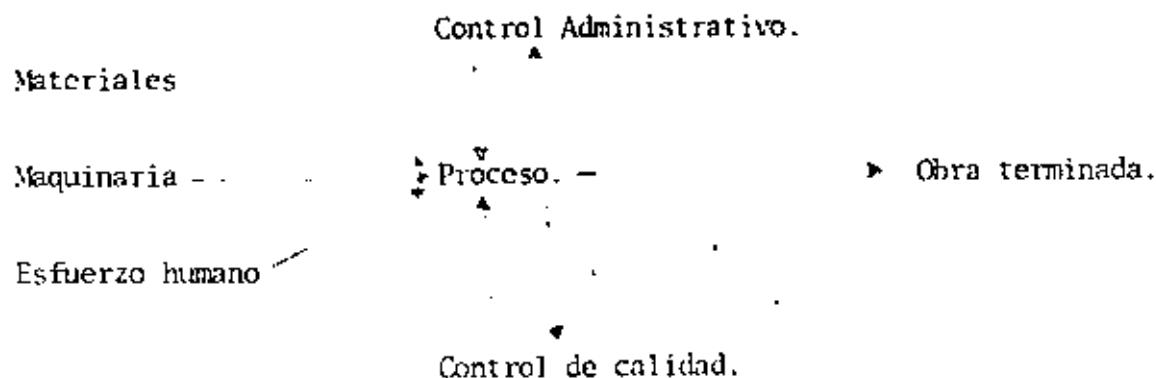 Control Administrativo.
Materiales
Maquinaria
Proceso.
Obra terminada.
Esfuerzo humano
Control de calidad.